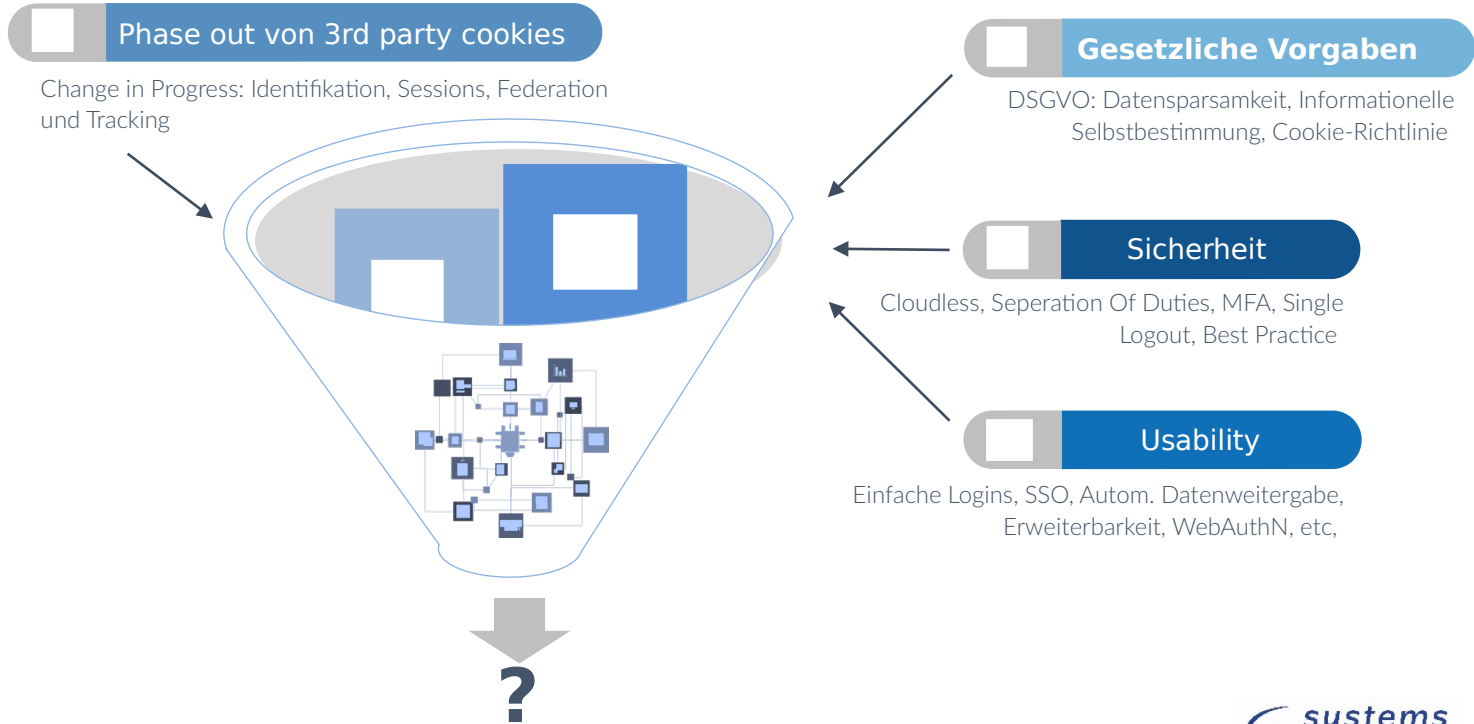 Phase out von 3rd party cookies
Change in Progress: Identifikation, Sessions, Federation
und Tracking
Gesetzliche Vorgaben
DSGVO: Datensparsamkeit, Informationelle
Selbstbestimmung, Cookie-Richtlinie
Sicherheit
Cloudless, Seperation Of Duties, MFA, Single
Logout, Best Practice
Usability
Einfache Logins, SSO, Autom. Datenweitergabe,
Erweiterbarkeit, WebAuthN, etc,
?